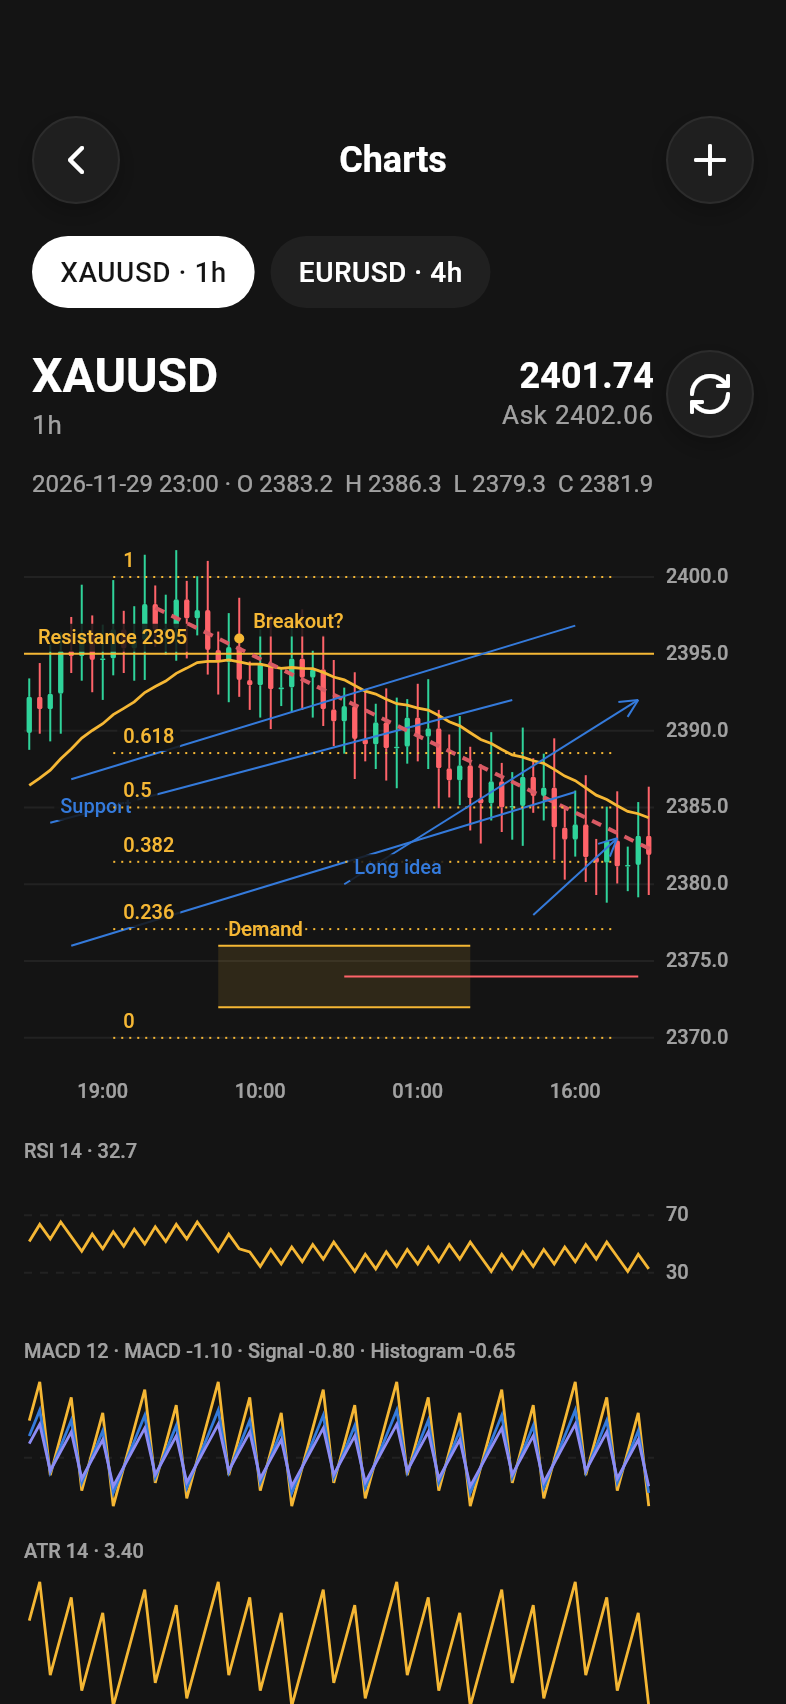 Charts
XAUUSD · 1h
EURUSD · 4h
XAUUSD
2401.74
1h
Ask 2402.06
2026-11-29 23:00 · O 2383.2 H 2386.3 L 2379.3 C 2381.9
1
2400.0
Breakout?
Resistance 2395
2395.0
0.618
2390.0
0.5
Support
2385.0
0.382
Long idea
2380.0
0.236
Demand
2375.0
0
2370.0
19:00
10:00
01:00
16:00
RSI 14 · 32.7
70
30
MACD 12 · MACD -1.10 · Signal -0.80 · Histogram -0.65
ATR 14 · 3.40